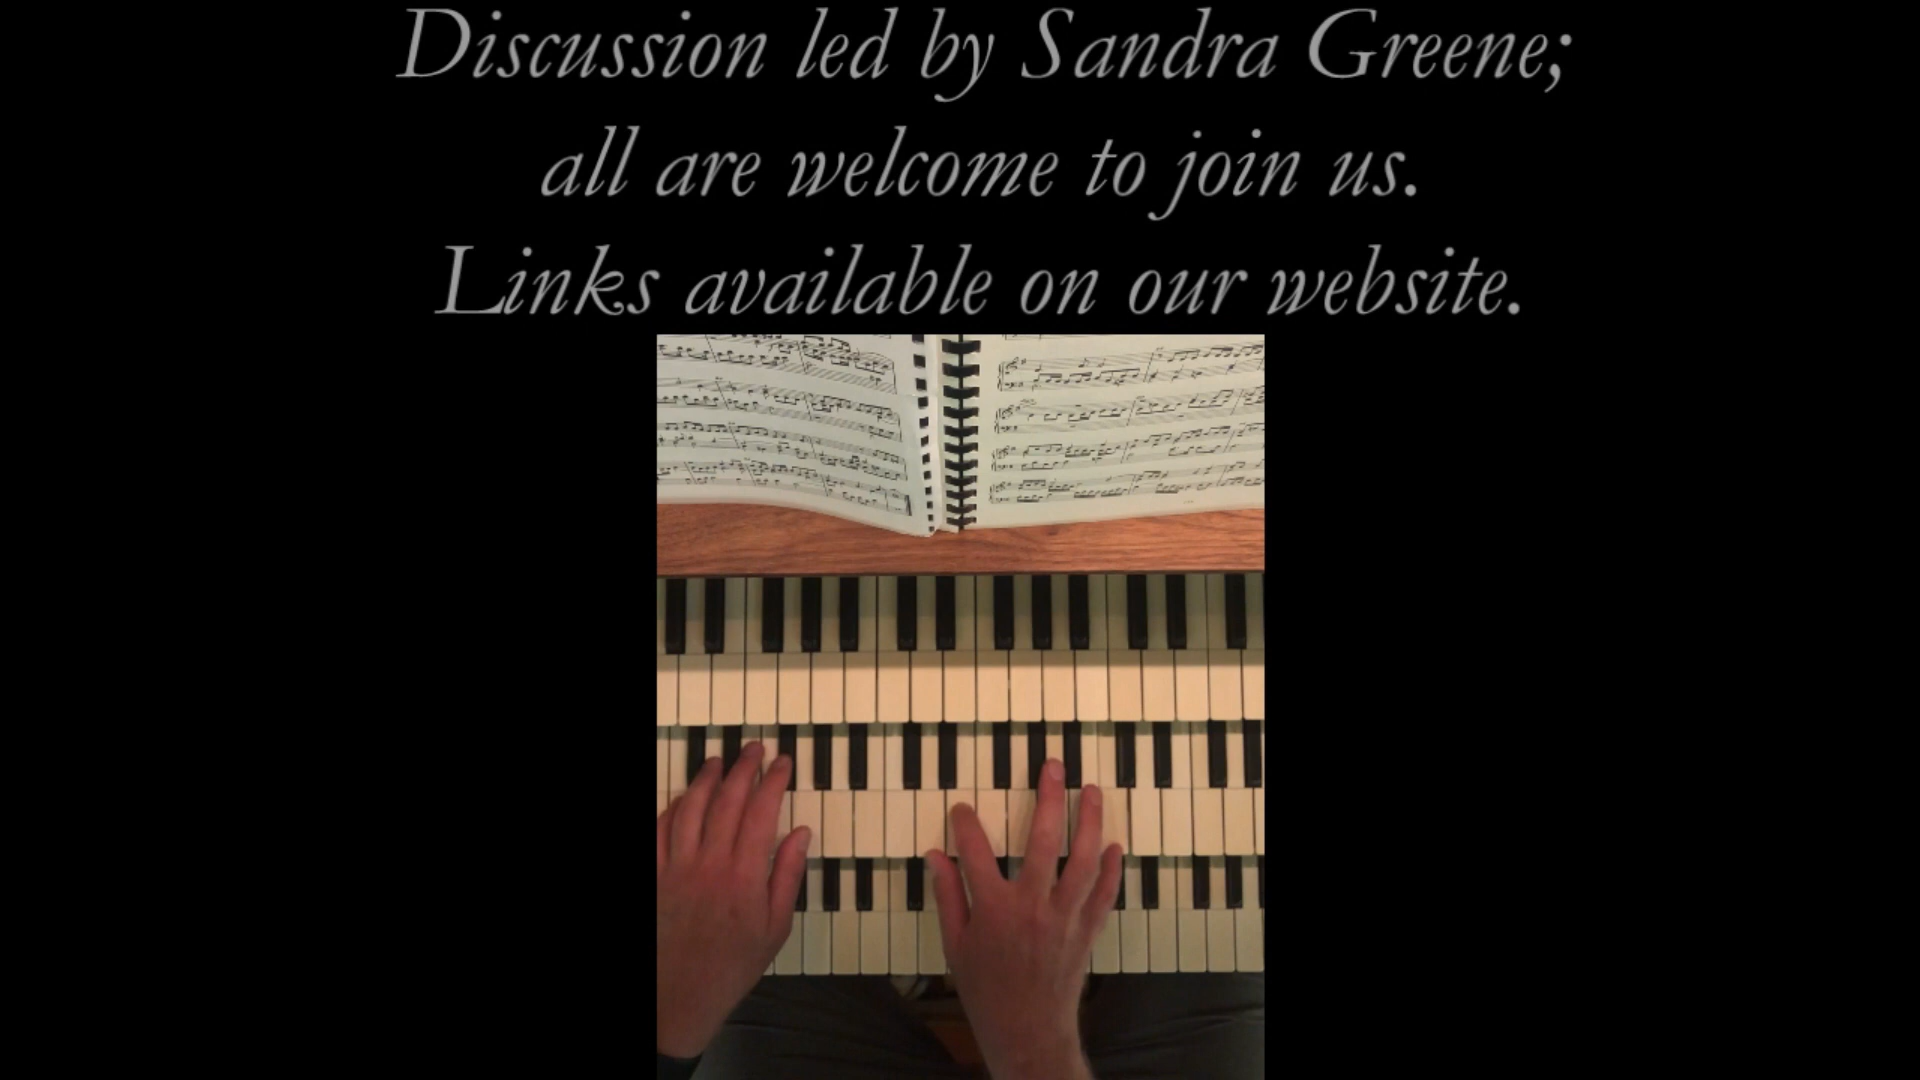 Discussion led by Sandra Greene;
all are welcome to join us.
Links available on our website.